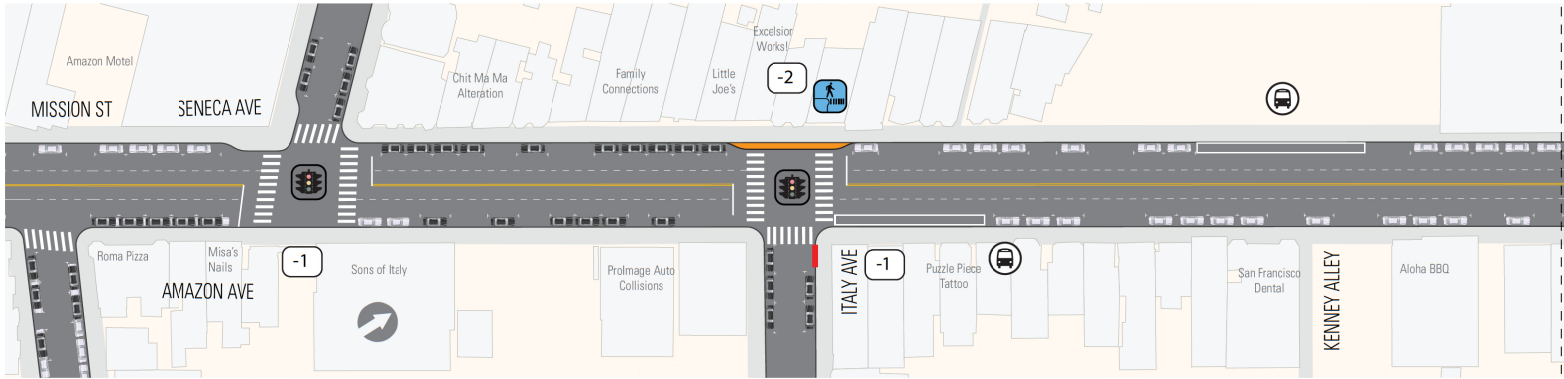 Excelsior
Works!
Amazon Motel
Chit Ma Ma
Alteration
Family
Connections
Little
Joe's
-2
MISSION ST
SENECA AVE
Roma Pizza
Misa's
Nails
-1
Sons of Italy
ProImage Auto
Collisions
ITALY AVE
-1
Puzzle Piece
Tattoo
San Francisco
Dental
KENNEY ALLEY
Aloha BBQ
AMAZON AVE